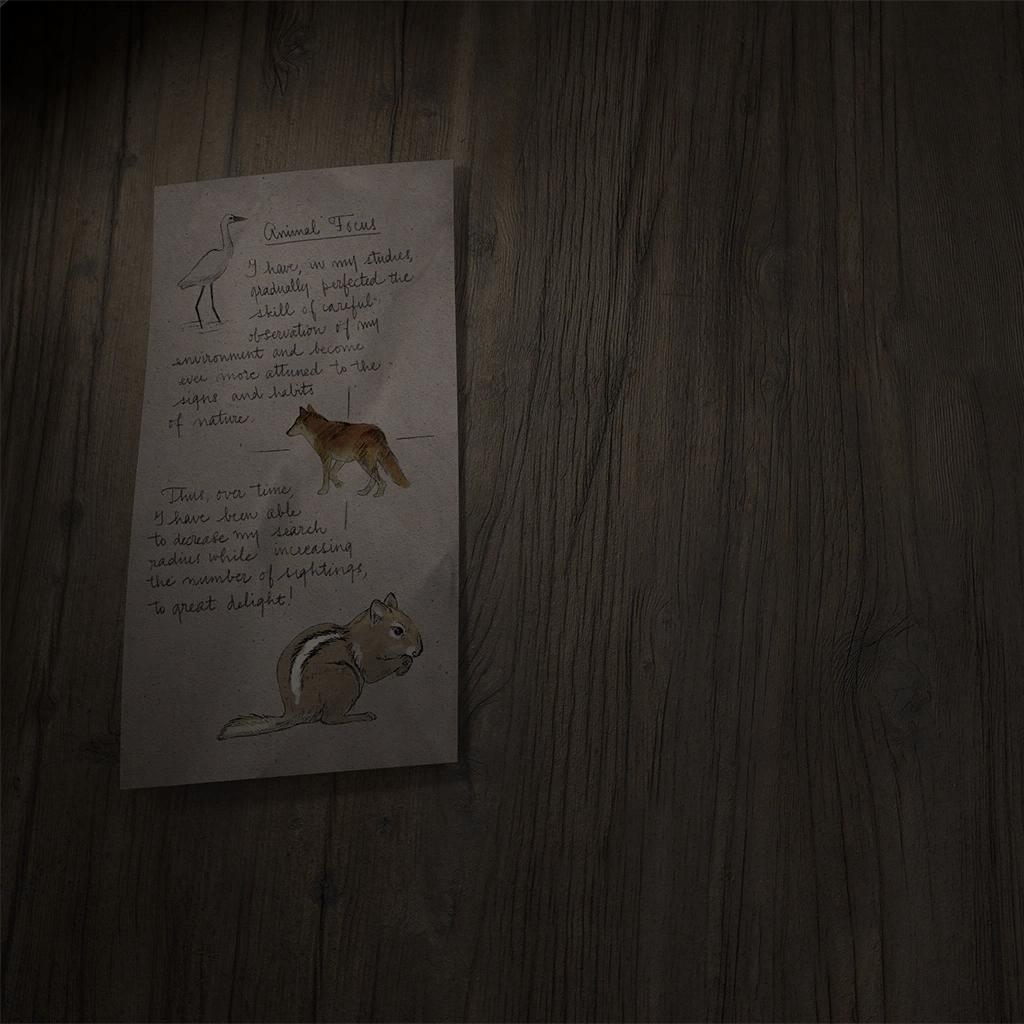 Animal Focus
I have, in my studies,
gradually perfected the
skill of careful
observation of my
environment and become
ever more attuned to the
signs and habits
of nature.
Thus, over time,
I have been able
to decrease my search
radius while increasing
the number of sightings,
to great delight!